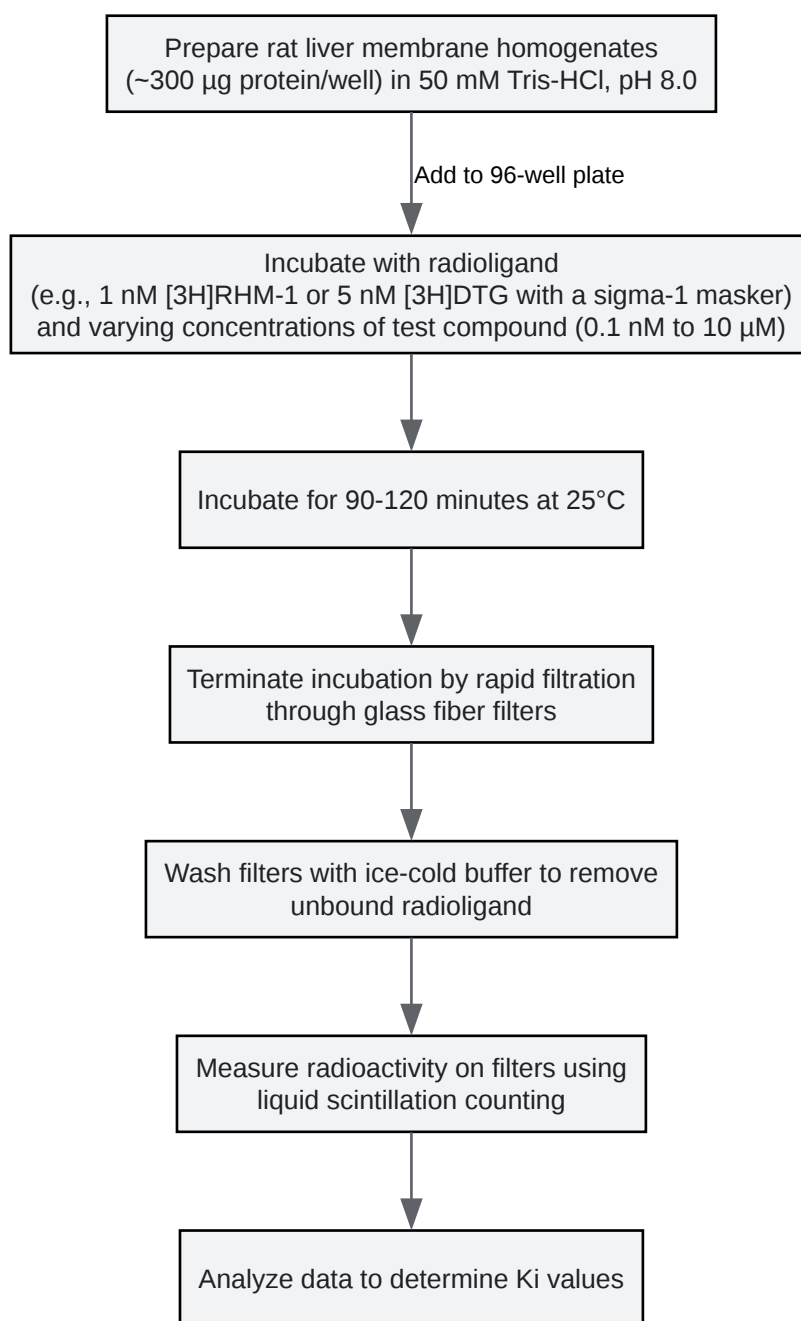 Prepare rat liver membrane homogenates
(~300 µg protein/well) in 50 mM Tris-HCl, pH 8.0
Add to 96-well plate
Incubate with radioligand
(e.g., 1 nM [3H]RHM-1 or 5 nM [3H]DTG with a sigma-1 masker)
and varying concentrations of test compound (0.1 nM to 10 µM)
Incubate for 90-120 minutes at 25°C
Terminate incubation by rapid filtration
through glass fiber filters
Wash filters with ice-cold buffer to remove
unbound radioligand
Measure radioactivity on filters using
liquid scintillation counting
Analyze data to determine Ki values